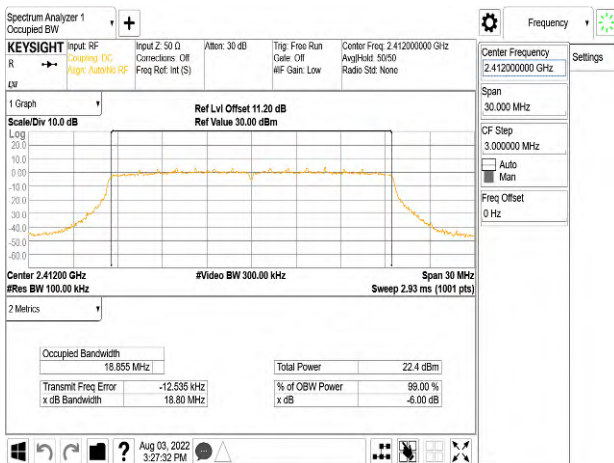 Spectrum Analyzer 1
Occupied BW
Frequency
KEYSIGHT
R
Input: RF
Coupling: DC
Align: Auto/No RF
Input Z: 50 Ω
Corrections: Off
Freq Ref: Int (S)
Atten: 30 dB
Trig: Free Run
Gate: Off
#IF Gain: Low
Center Freq: 2.412000000 GHz
Avg|Hold: 50/50
Radio Std: None
Center Frequency
2.412000000 GHz
Settings
Span
30.000 MHz
CF Step
3.000000 MHz
Auto
Man
Freq Offset
0 Hz
1 Graph
Scale/Div 10.0 dB
Ref Lvl Offset 11.20 dB
Ref Value 30.00 dBm
Log
20.0
10.0
0.00
-10.0
-20.0
-30.0
-40.0
-50.0
-60.0
Center 2.41200 GHz
#Res BW 100.00 kHz
#Video BW 300.00 kHz
Span 30 MHz
Sweep 2.93 ms (1001 pts)
2 Metrics
Occupied Bandwidth
18.855 MHz
Total Power 22.4 dBm
Transmit Freq Error -12.535 kHz
% of OBW Power 99.00 %
x dB Bandwidth 18.80 MHz
x dB -6.00 dB
?
Aug 03, 2022
3:27:32 PM